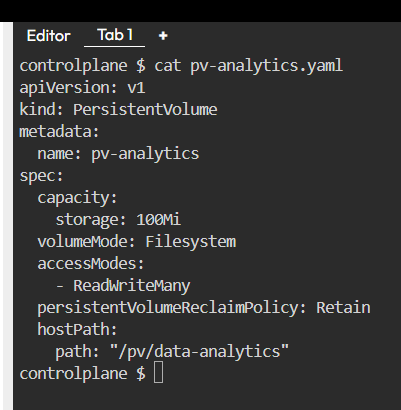 Editor Tab 1 +
controlplane $ cat pv-analytics.yaml
apiVersion: v1
kind: PersistentVolume
metadata:
  name: pv-analytics
spec:
  capacity:
    storage: 100Mi
  volumeMode: Filesystem
  accessModes:
    - ReadWriteMany
  persistentVolumeReclaimPolicy: Retain
  hostPath:
    path: "/pv/data-analytics"
controlplane $